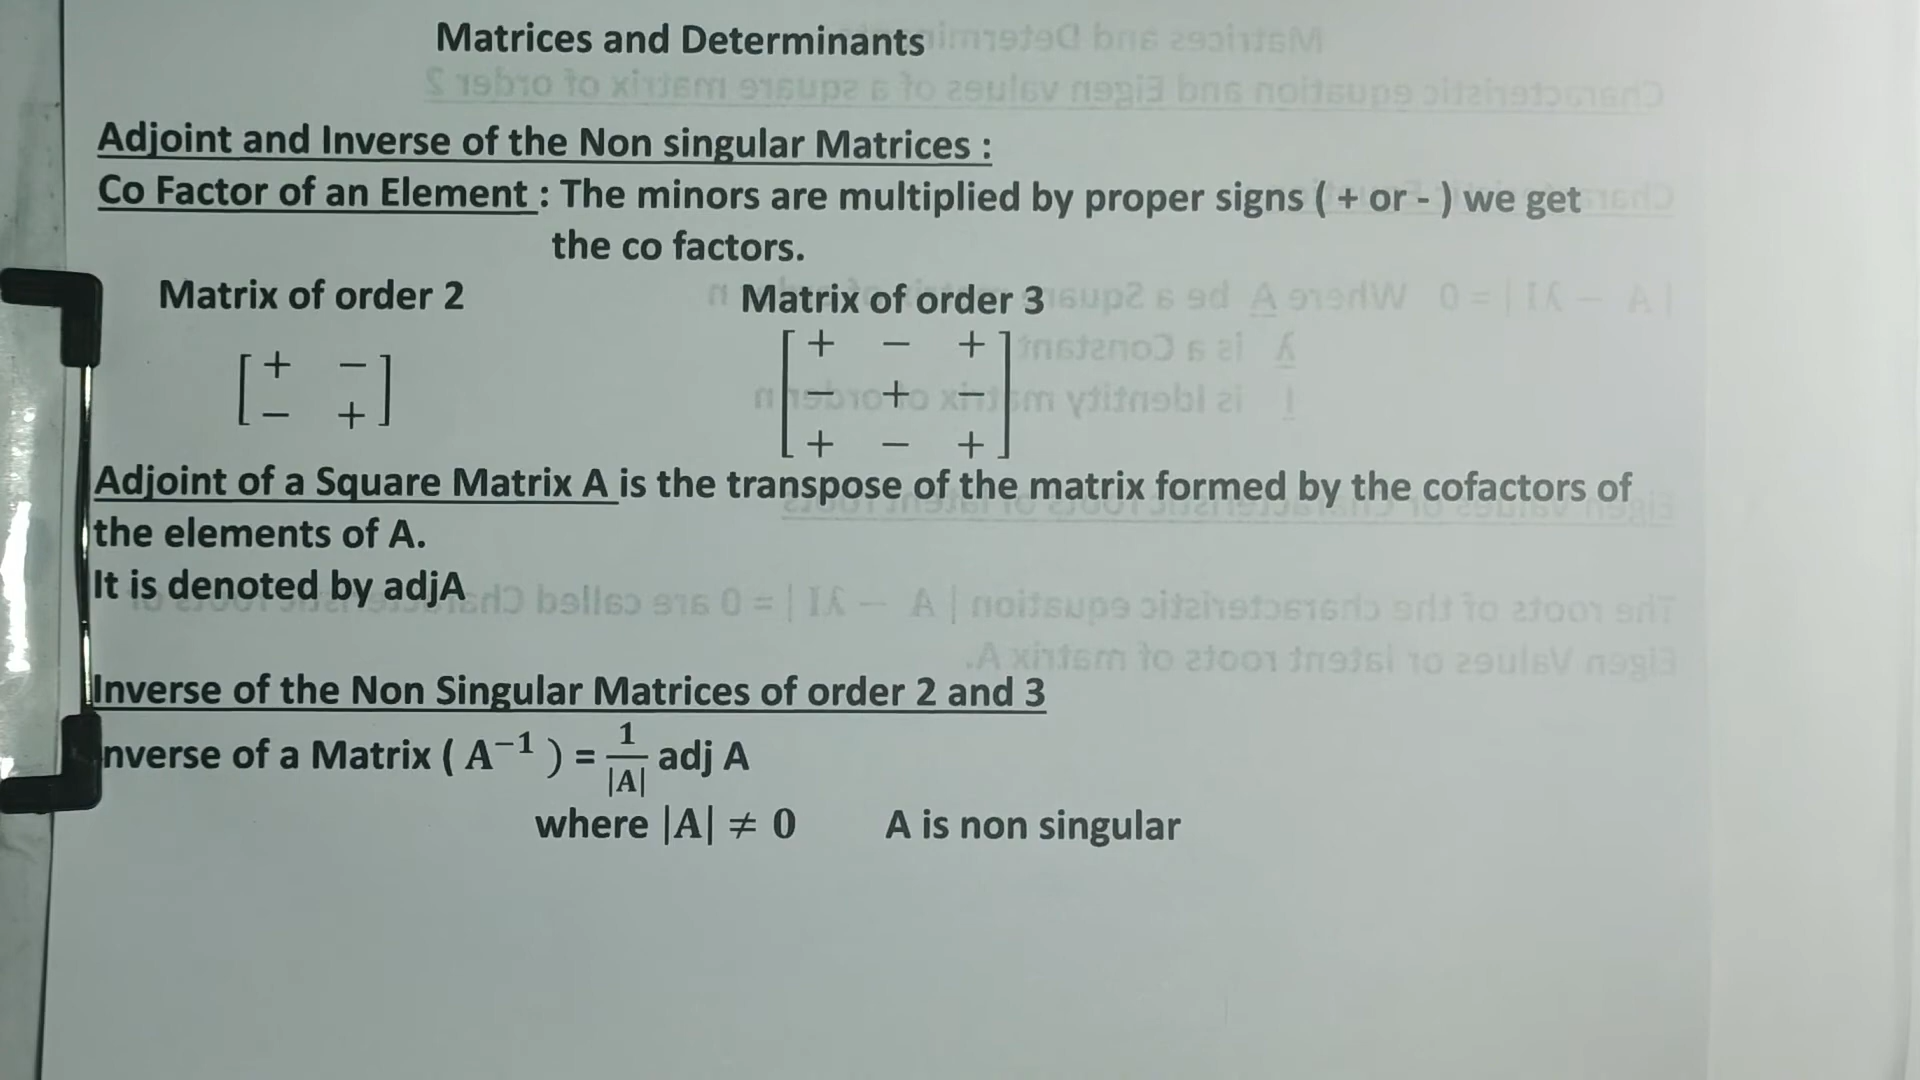 Matrices and Determinants
Adjoint and Inverse of the Non singular Matrices :
Co Factor of an Element : The minors are multiplied by proper signs ( + or - ) we get
the co factors.
Matrix of order 2 Matrix of order 3
[+ −
− +]
[+ − +
− + −
+ − +]
Adjoint of a Square Matrix A is the transpose of the matrix formed by the cofactors of
the elements of A.
It is denoted by adjA
Inverse of the Non Singular Matrices of order 2 and 3
nverse of a Matrix ( A⁻¹ ) = 1/|A| adj A
where |A| ≠ 0 A is non singular